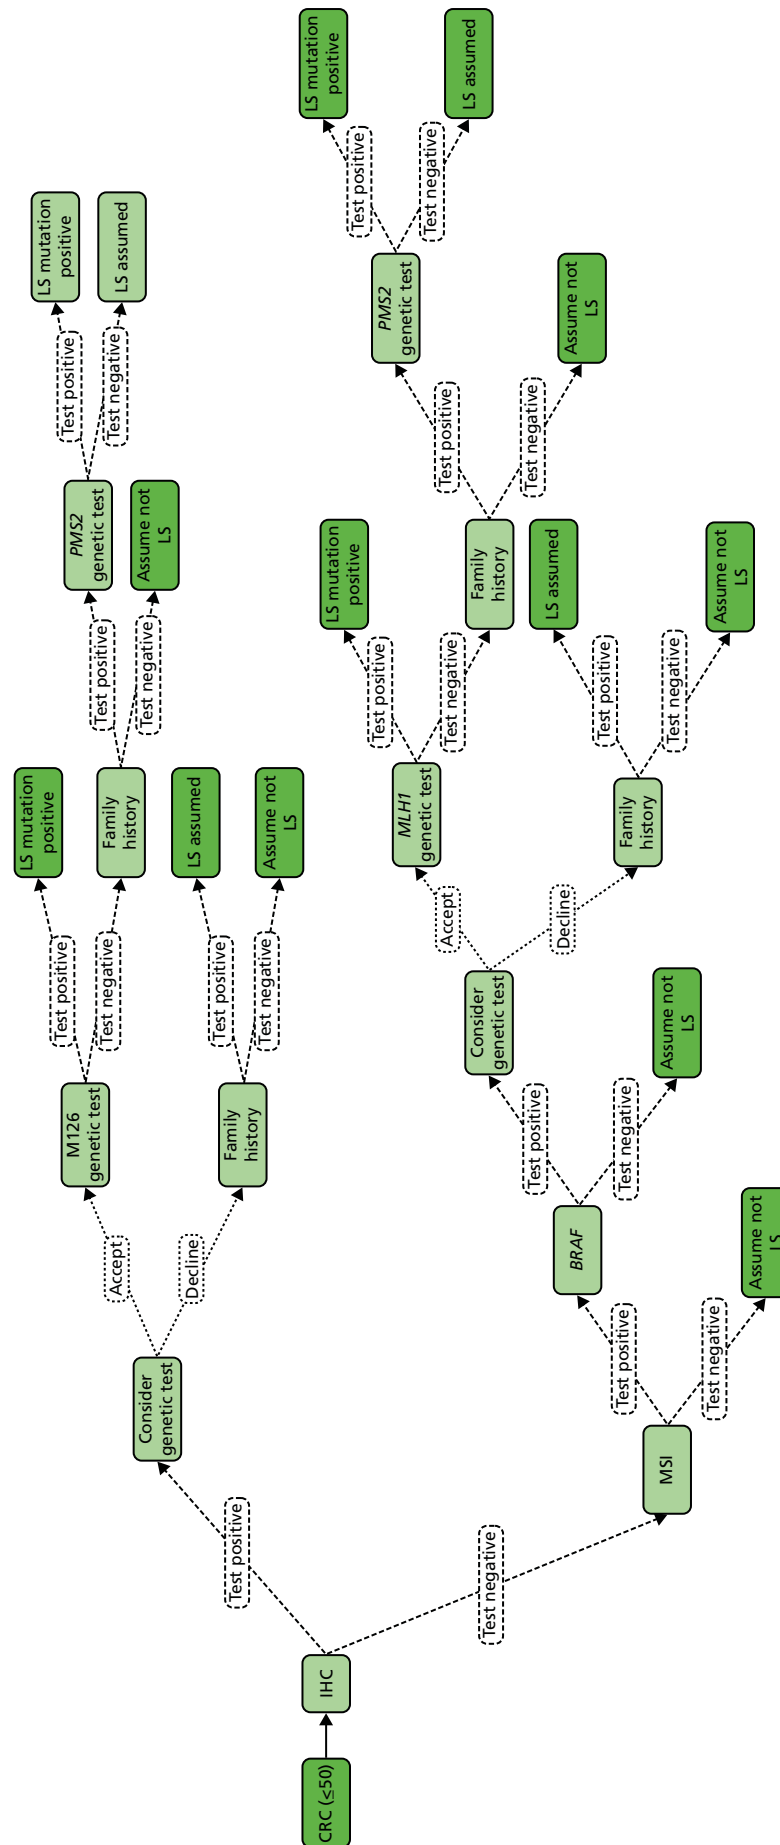 CRC (≤50)
IHC
Test positive
Consider
genetic test
Accept
M126
genetic test
Test positive
LS mutation
positive
Test negative
Family
history
Test positive
PMS2
genetic test
Test positive
LS mutation
positive
Test negative
LS assumed
Test negative
Assume not
LS
Decline
Family
history
Test positive
LS assumed
Test negative
Assume not
LS
Test negative
MSI
Test positive
BRAF
Test positive
Consider
genetic test
Accept
MLH1
genetic test
Test positive
LS mutation
positive
Test negative
Family
history
Test positive
PMS2
genetic test
Test positive
LS mutation
positive
Test negative
LS assumed
Test negative
Assume not
LS
Decline
Family
history
Test positive
LS assumed
Test negative
Assume not
LS
Test negative
Assume not
LS
Test negative
Assume not
LS